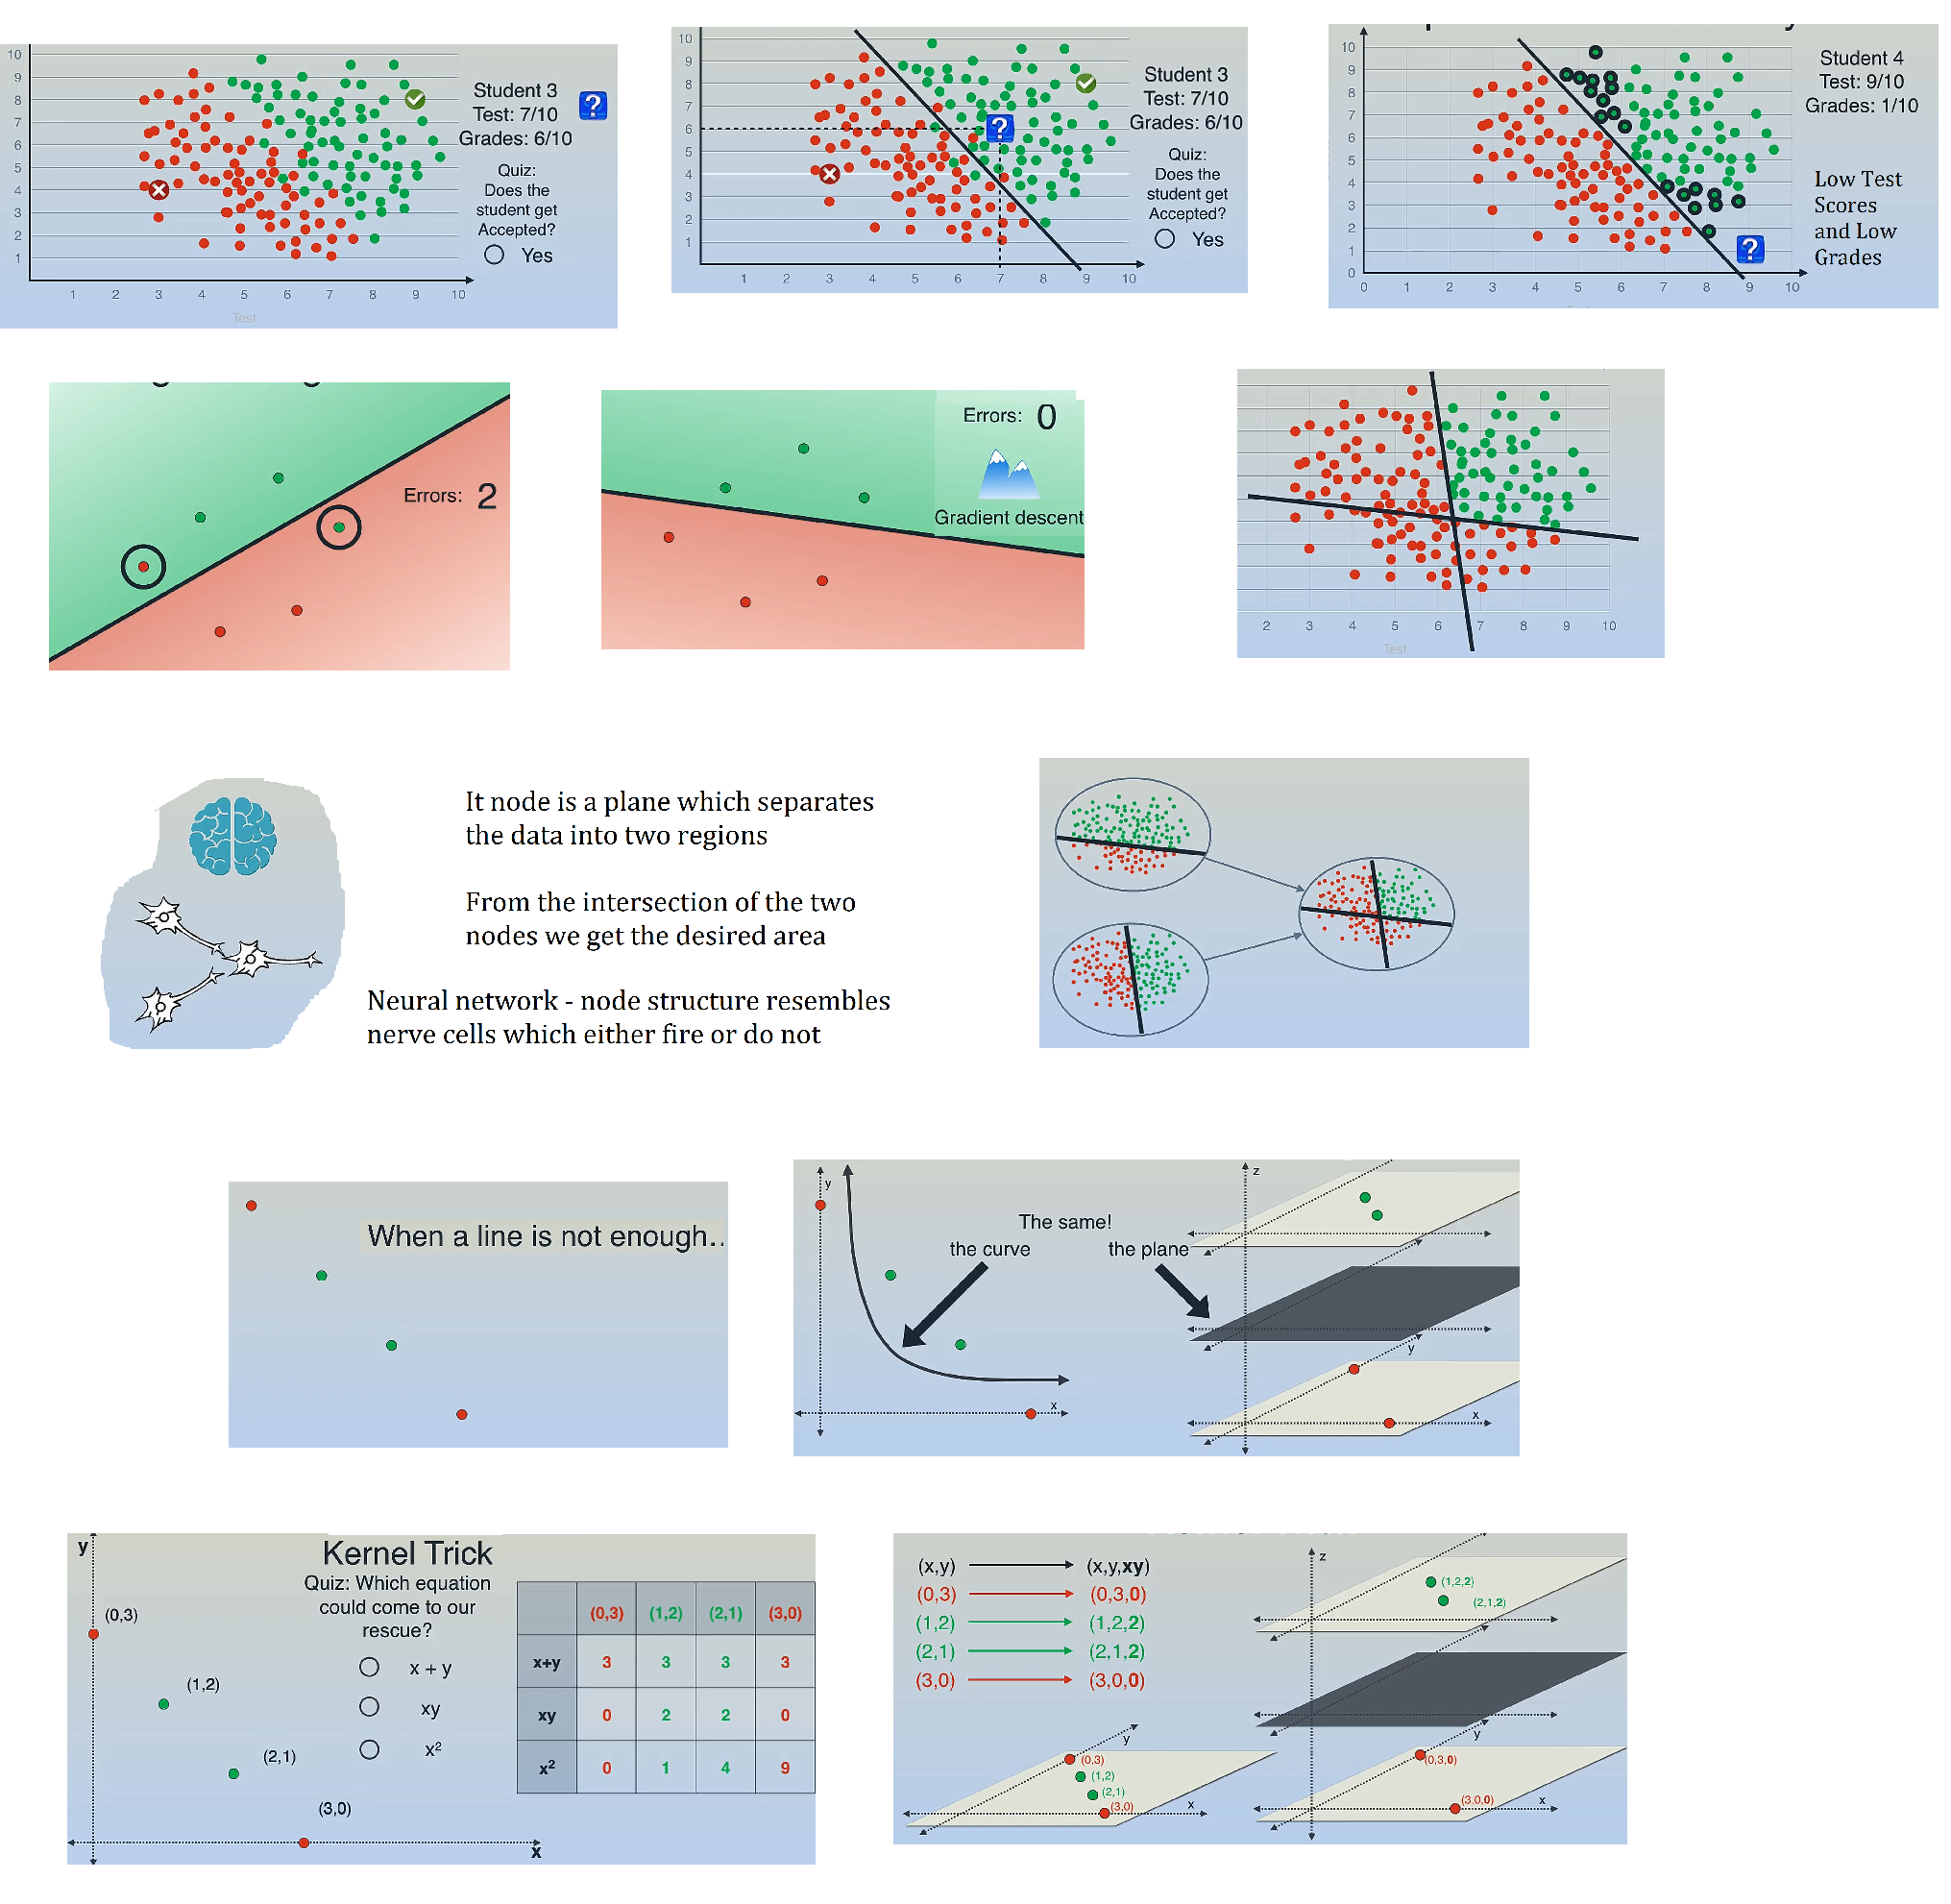 10
9
8
7
6
5
4
3
2
1
1 2 3 4 5 6 7 8 9 10
Test
Student 3
Test: 7/10
Grades: 6/10
?
Quiz:
Does the
student get
Accepted?
Yes
10
9
8
7
6
5
4
3
2
1
1 2 3 4 5 6 7 8 9 10
?
Student 3
Test: 7/10
Grades: 6/10
Quiz:
Does the
student get
Accepted?
Yes
10
9
8
7
6
5
4
3
2
1
0
0 1 2 3 4 5 6 7 8 9 10
?
Student 4
Test: 9/10
Grades: 1/10
Low Test
Scores
and Low
Grades
Errors: 2
Errors: 0
Gradient descent
2 3 4 5 6 7 8 9 10
Test
It node is a plane which separates
the data into two regions
From the intersection of the two
nodes we get the desired area
Neural network - node structure resembles
nerve cells which either fire or do not
When a line is not enough..
y
x
The same!
the curve
the plane
z
y
x
y
Kernel Trick
Quiz: Which equation
could come to our
rescue?
x + y
xy
x²
(0,3)
(1,2)
(2,1)
(3,0)
x
(0,3) (1,2) (2,1) (3,0)
x+y 3 3 3 3
xy 0 2 2 0
x² 0 1 4 9
(x,y) (x,y,xy)
(0,3) (0,3,0)
(1,2) (1,2,2)
(2,1) (2,1,2)
(3,0) (3,0,0)
y
(0,3)
(1,2)
(2,1)
(3,0)
x
z
(1,2,2)
(2,1,2)
y
(0,3,0)
(3,0,0)
x